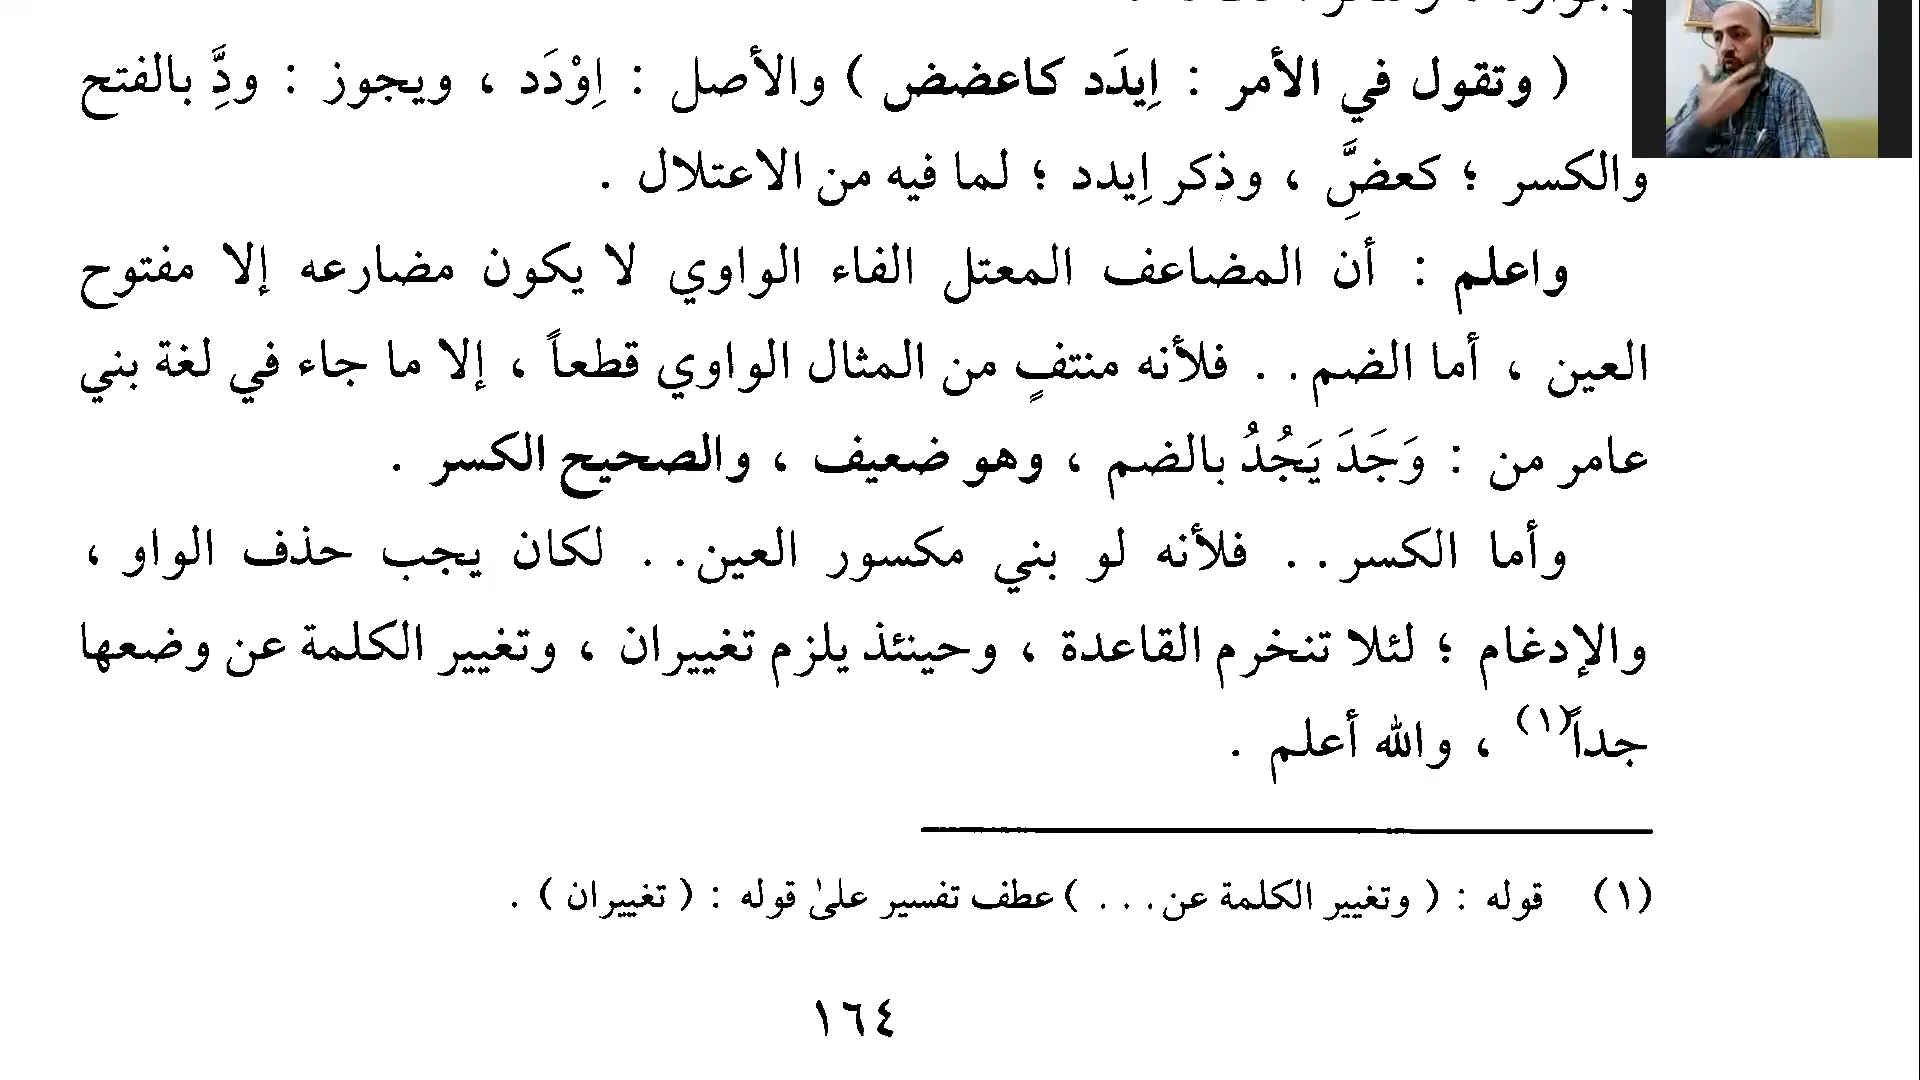 ( وتقول في الأمر : اِيدَد كاعضض ) والأصل : اِوْدَد ، ويجوز : ودَِّ بالفتح
والكسر ؛ كعضَِّ ، وذكر اِيدد ؛ لما فيه من الاعتلال .
واعلم : أن المضاعف المعتل الفاء الواوي لا يكون مضارعه إلا مفتوح
العين ، أما الضم . . فلأنه منتفٍ من المثال الواوي قطعاً ، إلا ما جاء في لغة بني
عامر من : وَجَدَ يَجُدُ بالضم ، وهو ضعيف ، والصحيح الكسر .
وأما الكسر . . فلأنه لو بني مكسور العين . . لكان يجب حذف الواو ،
والإدغام ؛ لئلا تنخرم القاعدة ، وحينئذ يلزم تغييران ، وتغيير الكلمة عن وضعها
جداً(١) ، والله أعلم .
(١) قوله : ( وتغيير الكلمة عن . . . ) عطف تفسير علىٰ قوله : ( تغييران ) .
١٦٤